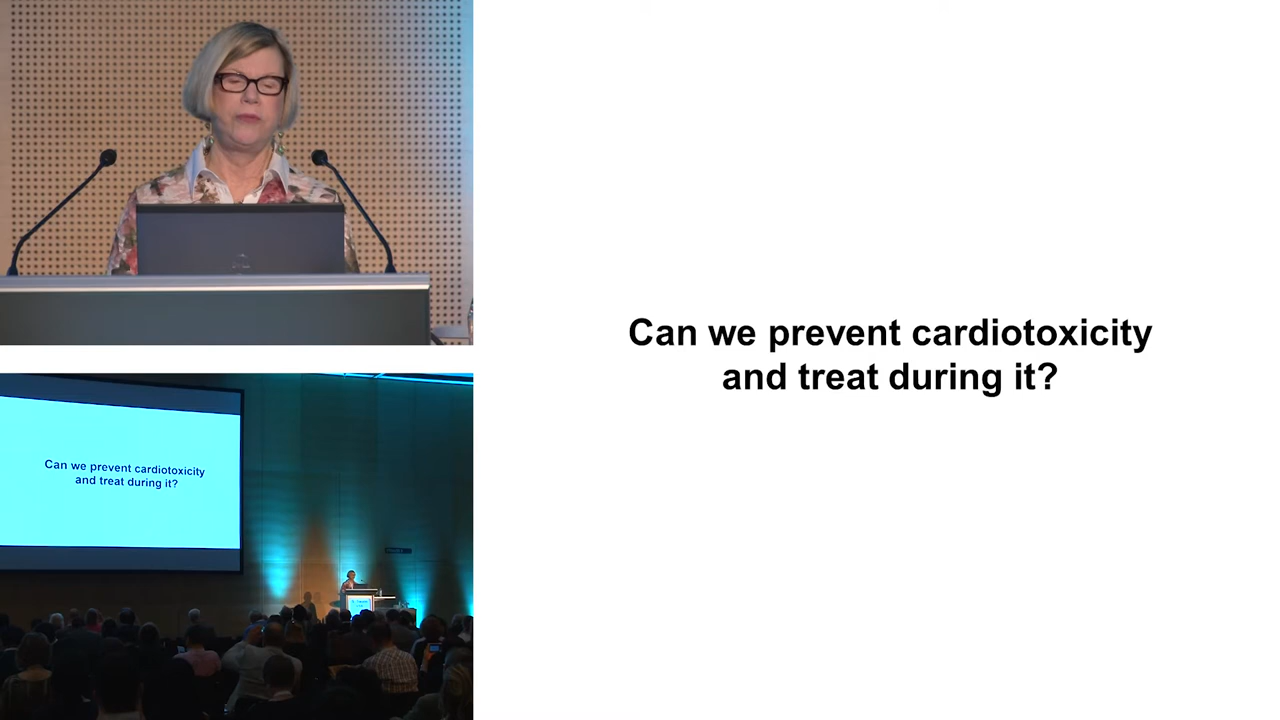 Can we prevent cardiotoxicity
and treat during it?
Can we prevent cardiotoxicity
and treat during it?